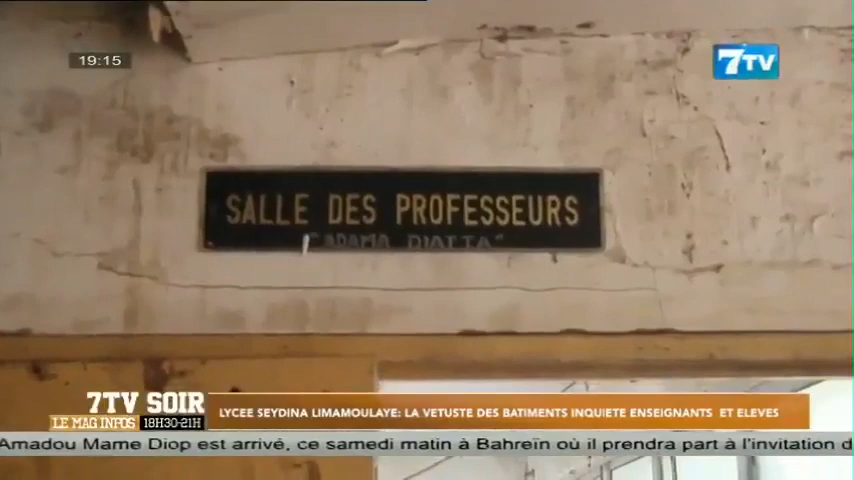 19:15
7TV
SALLE DES PROFESSEURS
"ADAMA DIATTA"
7TV SOIR
LE MAG INFOS 18H30-21H
LYCEE SEYDINA LIMAMOULAYE: LA VETUSTE DES BATIMENTS INQUIETE ENSEIGNANTS ET ELEVES
Amadou Mame Diop est arrivé, ce samedi matin à Bahreïn où il prendra part à l'invitation d